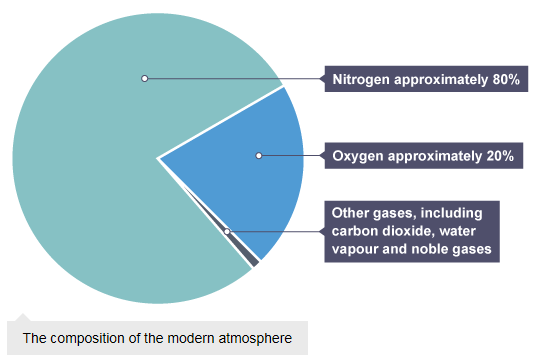 Nitrogen approximately 80%
Oxygen approximately 20%
Other gases, including
carbon dioxide, water
vapour and noble gases
The composition of the modern atmosphere